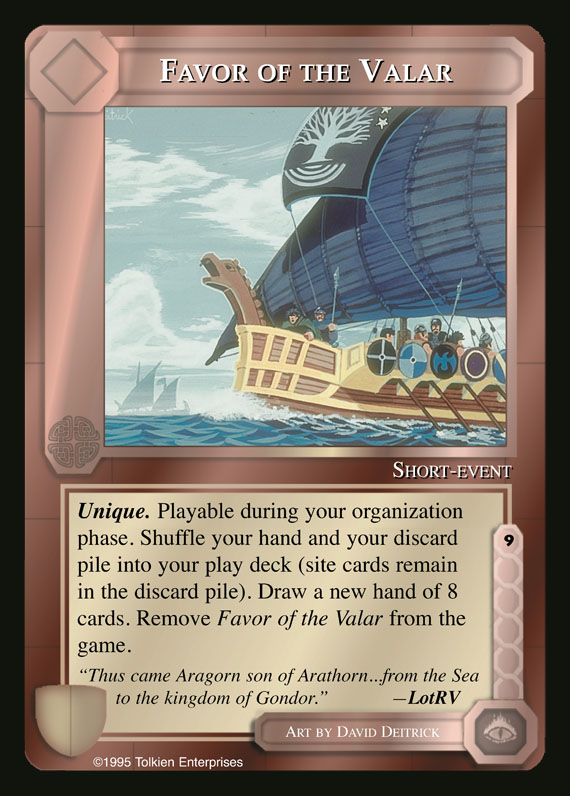 Favor of the Valar
Short-event
Unique. Playable during your organization
phase. Shuffle your hand and your discard
pile into your play deck (site cards remain
in the discard pile). Draw a new hand of 8
cards. Remove Favor of the Valar from the
game.
9
“Thus came Aragorn son of Arathorn...from the Sea
to the kingdom of Gondor.” —LotRV
Art by David Deitrick
©1995 Tolkien Enterprises